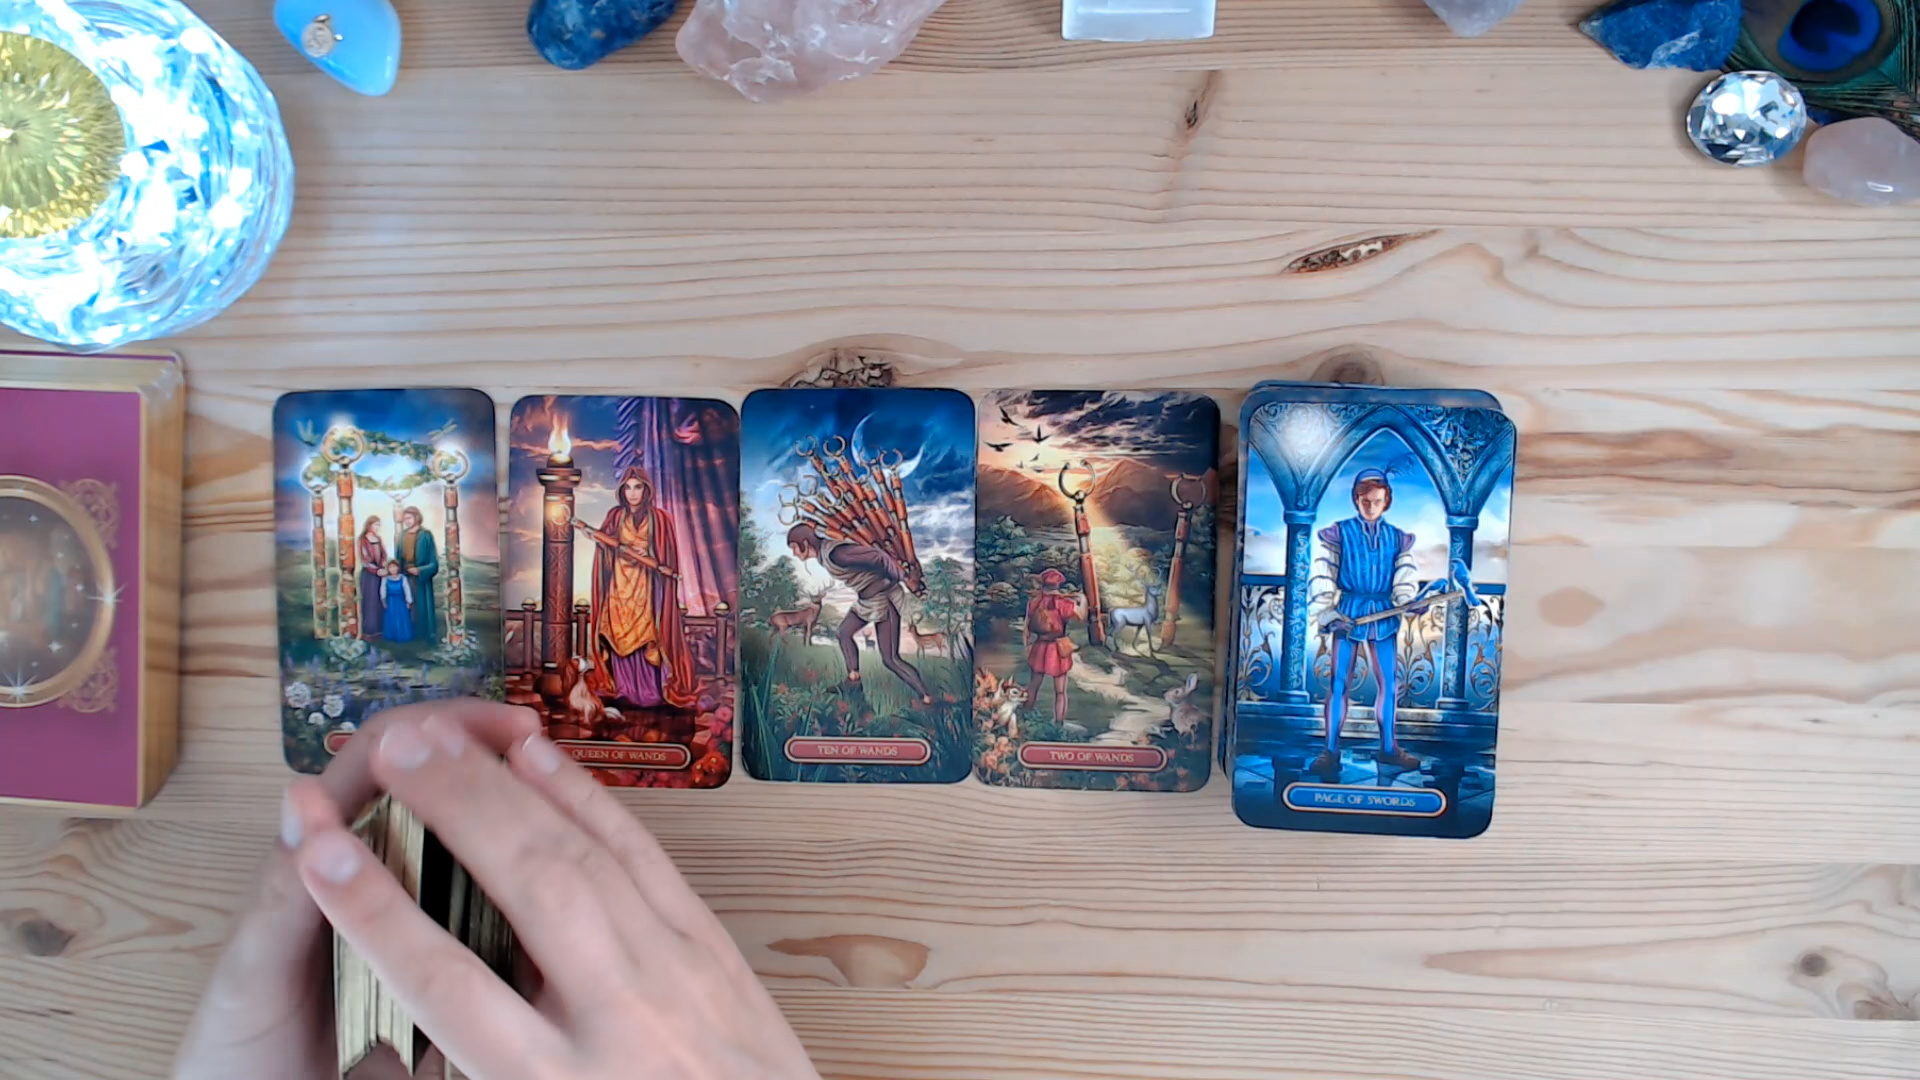 QUEEN OF WANDS
TEN OF WANDS
TWO OF WANDS
PAGE OF SWORDS